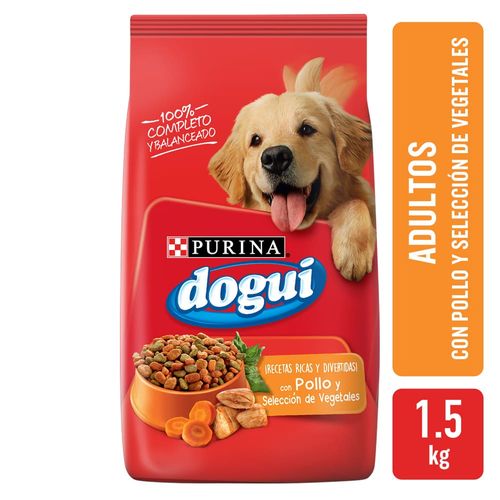 100%
COMPLETO
Y BALANCEADO
PURINA
dogui
¡RECETAS RICAS Y DIVERTIDAS!
con Pollo y
Selección de Vegetales
ADULTOS
CON POLLO Y SELECCIÓN DE VEGETALES
1.5
kg